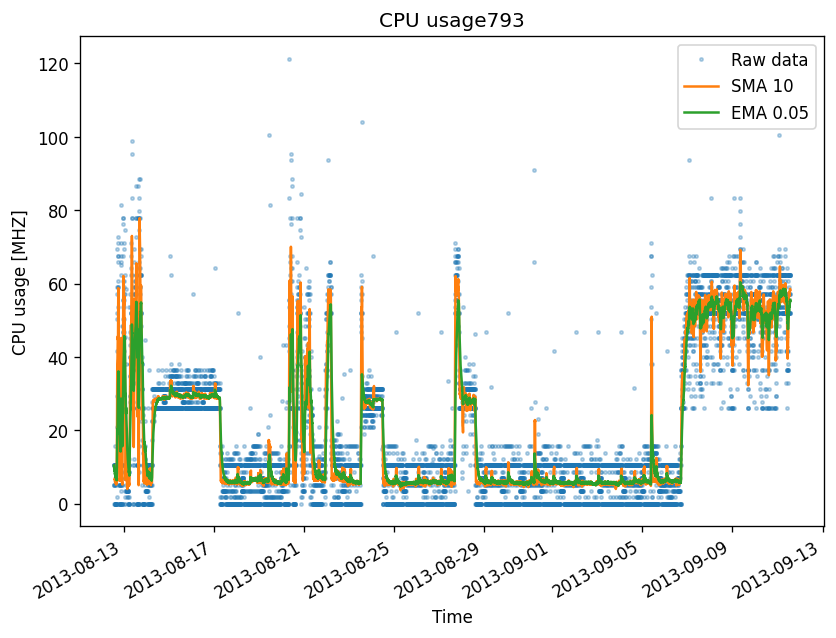 CPU usage793
Raw data
SMA 10
EMA 0.05
CPU usage [MHZ]
120
100
80
60
40
20
0
2013-08-13
2013-08-17
2013-08-21
2013-08-25
2013-08-29
2013-09-01
2013-09-05
2013-09-09
2013-09-13
Time